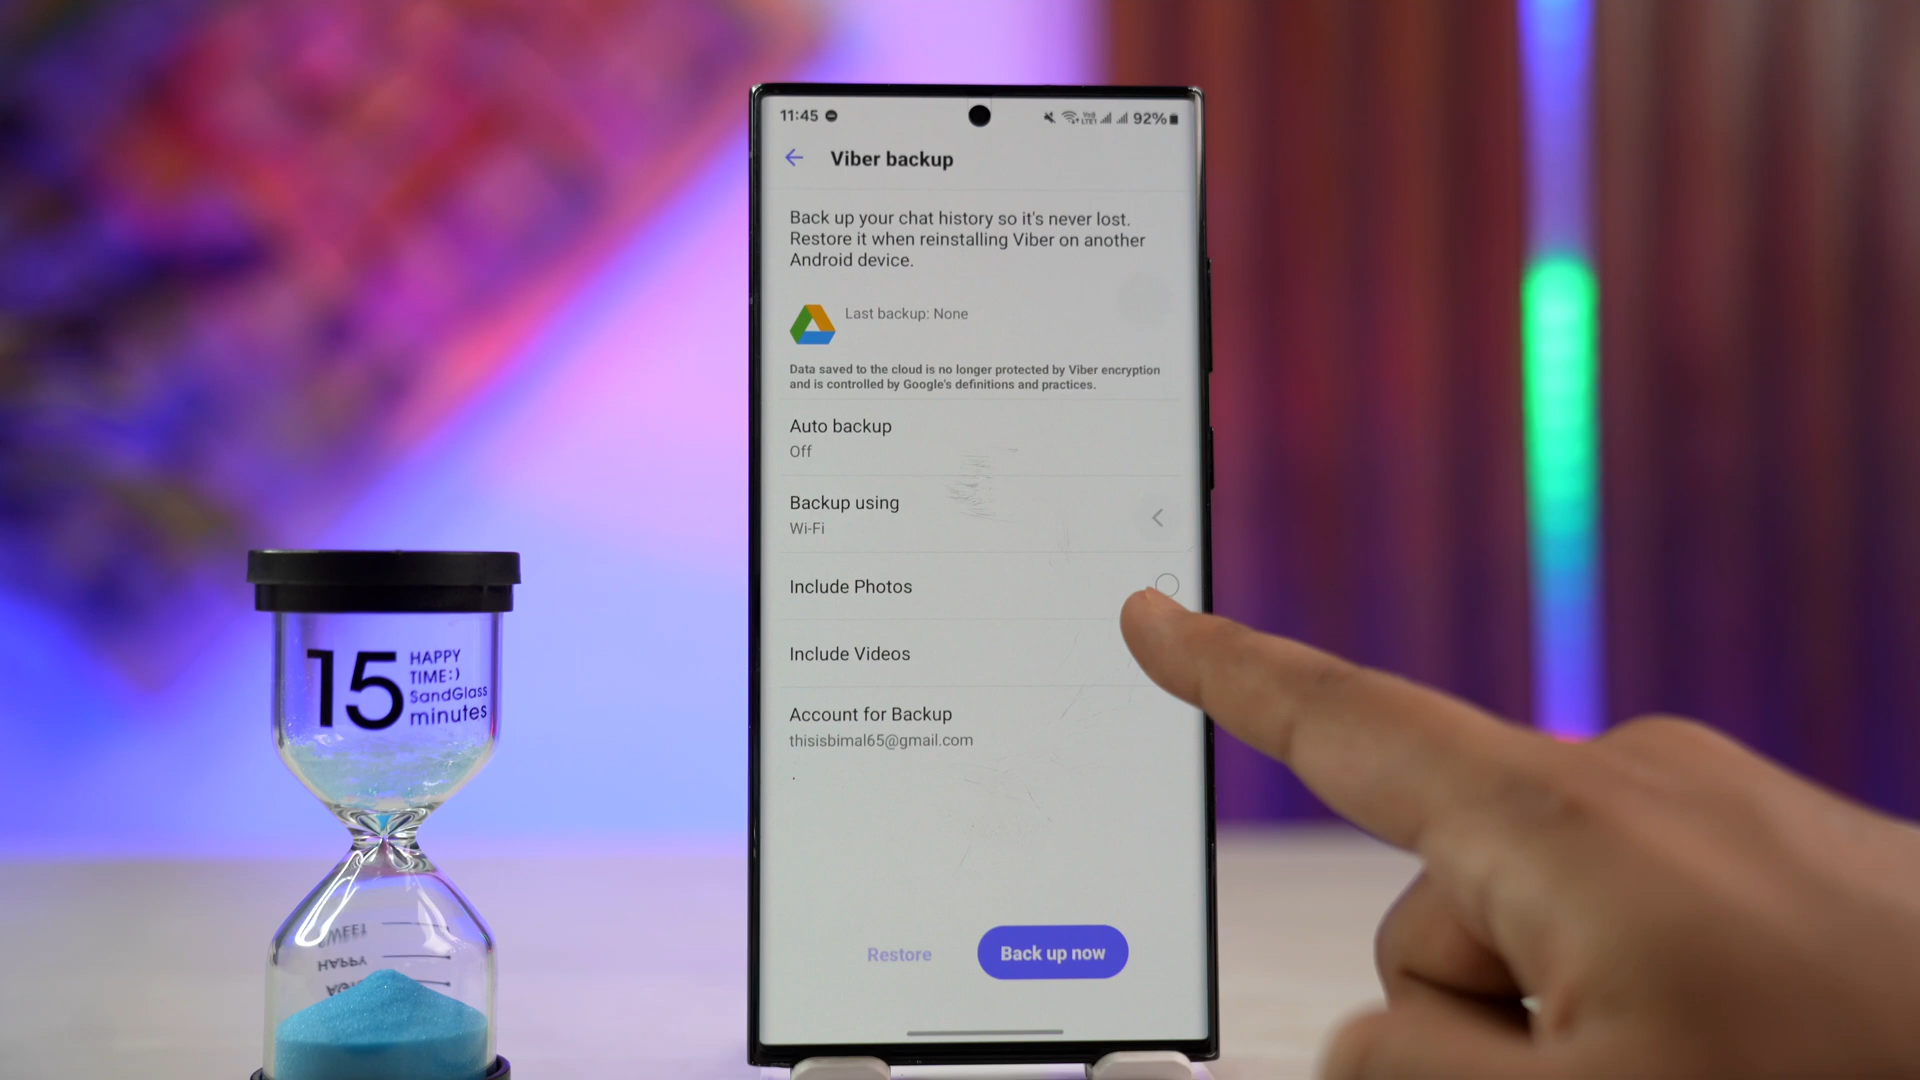 11:45
92%
Viber backup
Back up your chat history so it's never lost.
Restore it when reinstalling Viber on another
Android device.
Last backup: None
Data saved to the cloud is no longer protected by Viber encryption
and is controlled by Google's definitions and practices.
Auto backup
Off
Backup using
Wi-Fi
Include Photos
Include Videos
Account for Backup
thisisbimal65@gmail.com
Restore
Back up now
15
HAPPY
TIME:)
SandGlass
minutes
SWEET
HAPPY